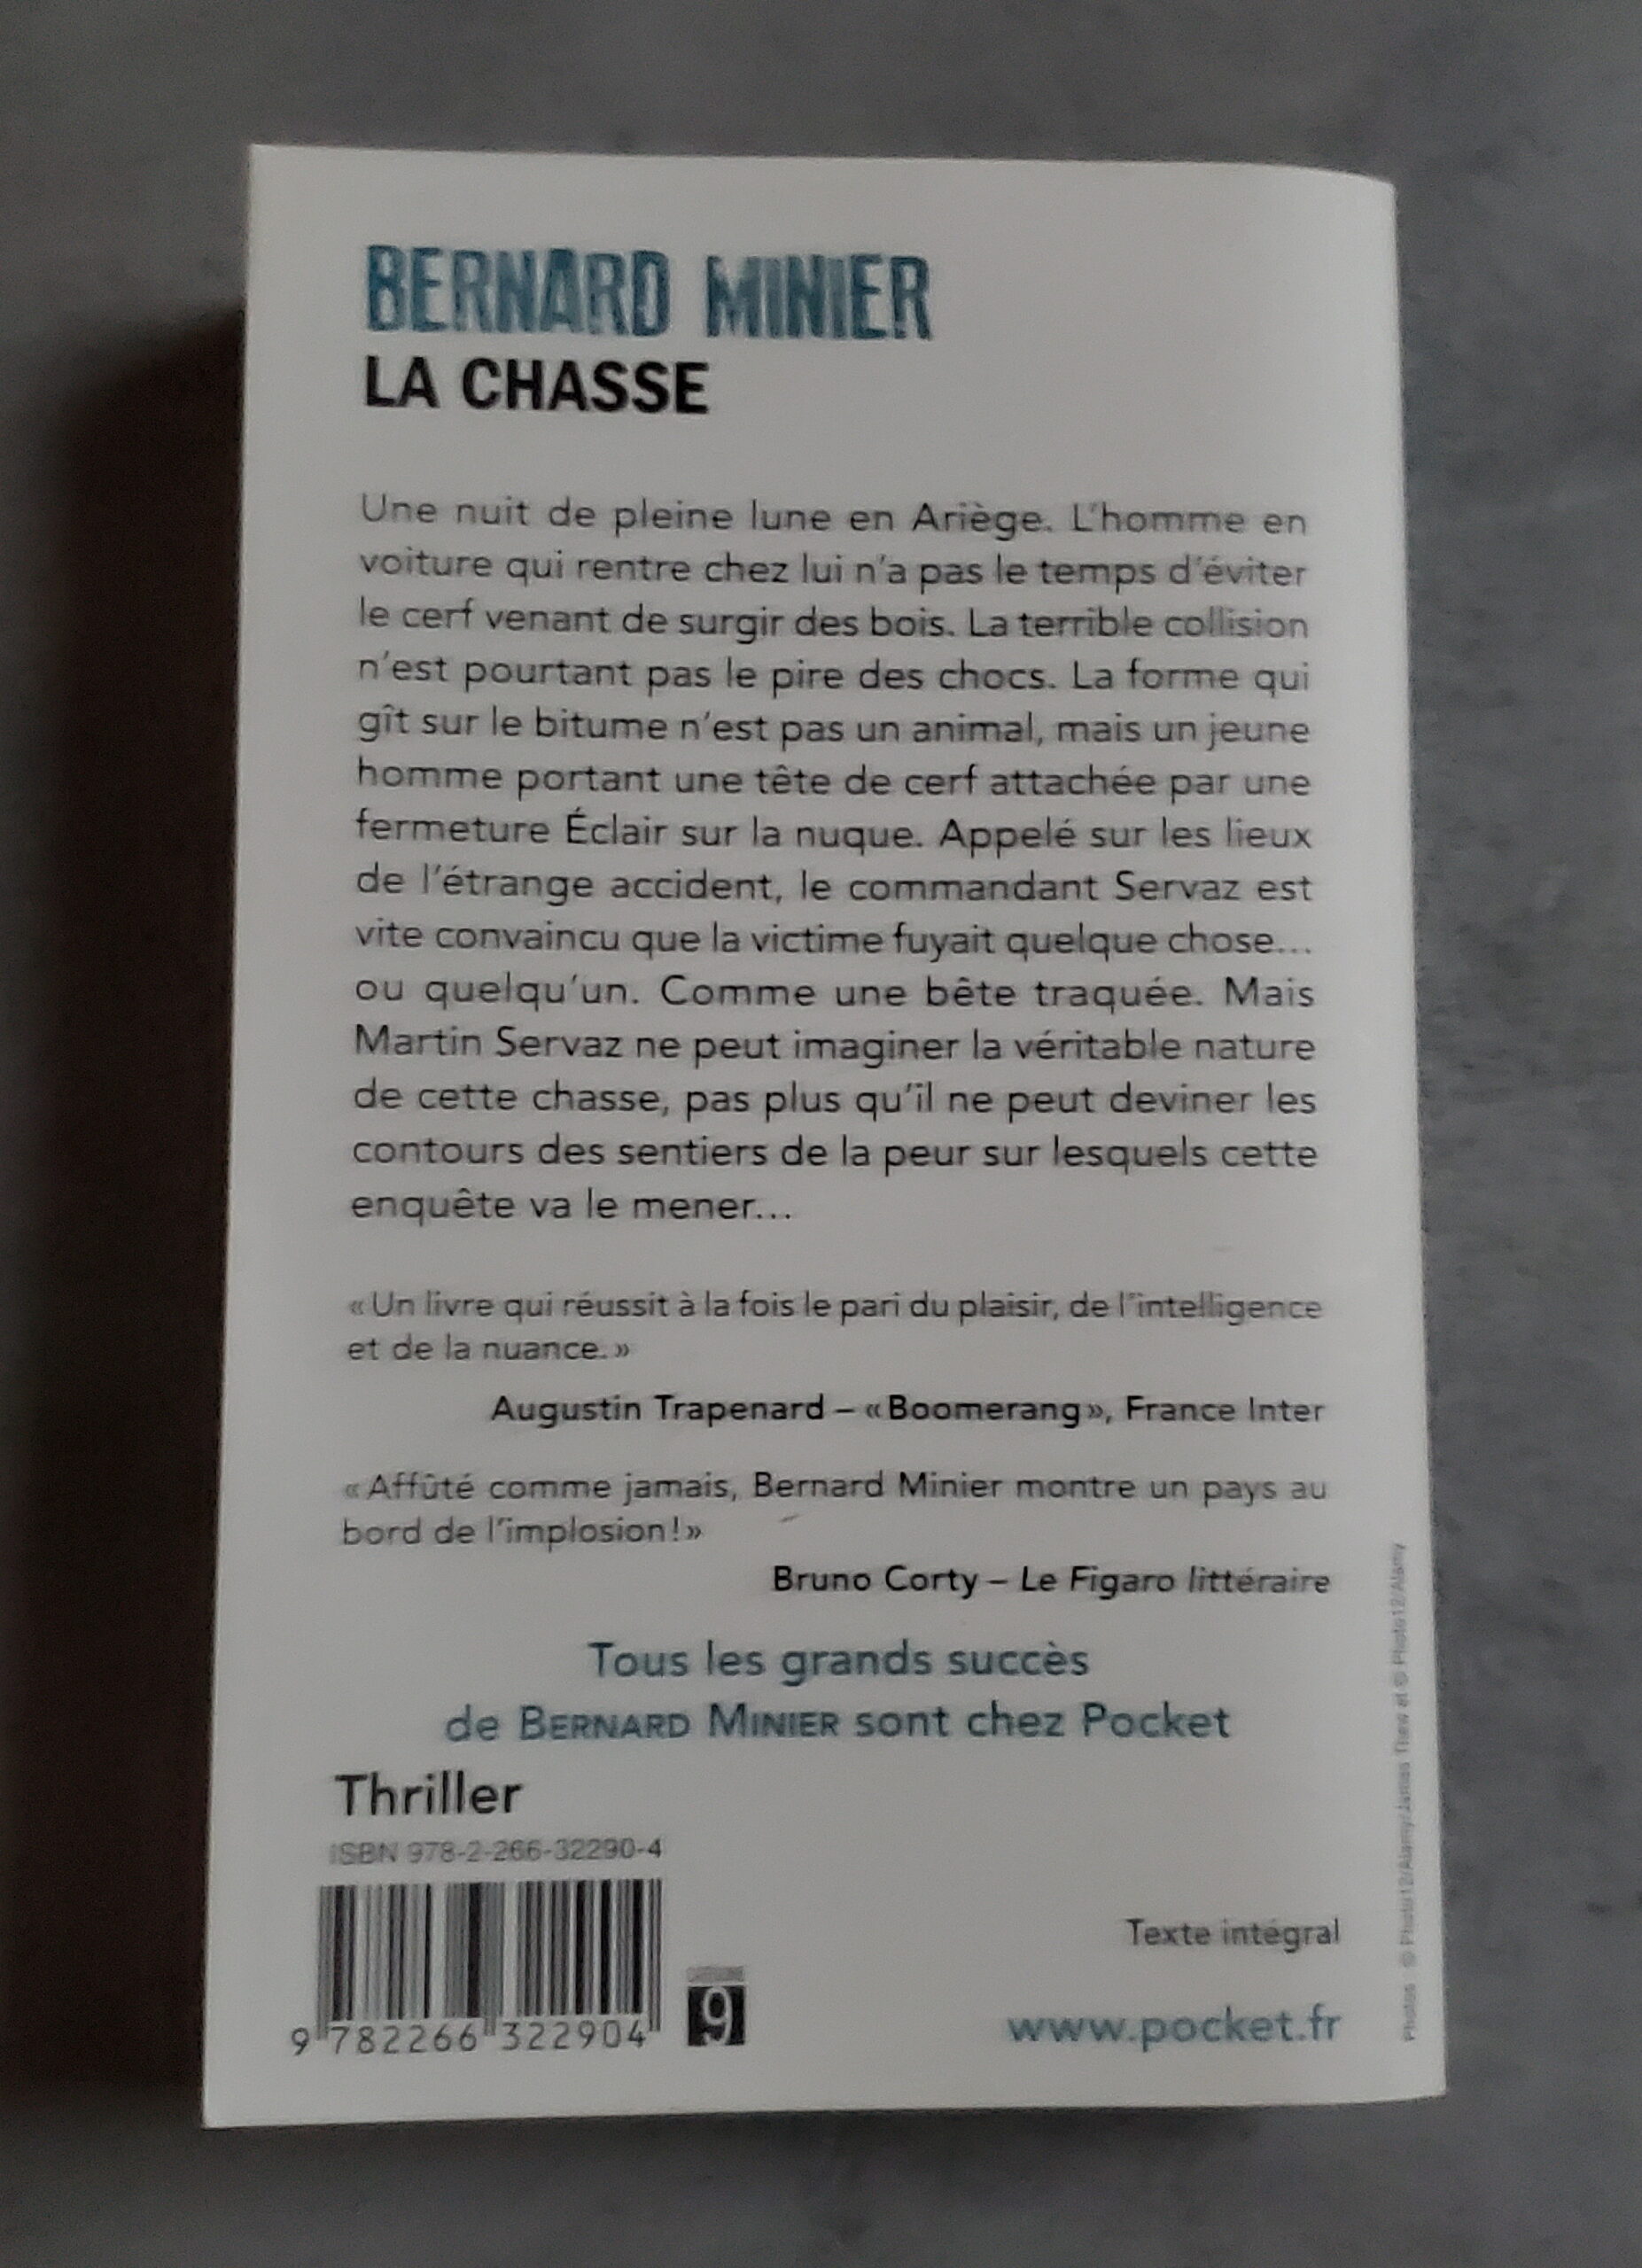 BERNARD MINIER
LA CHASSE
Une nuit de pleine lune en Ariège. L'homme en
voiture qui rentre chez lui n'a pas le temps d'éviter
le cerf venant de surgir des bois. La terrible collision
n'est pourtant pas le pire des chocs. La forme qui
gît sur le bitume n'est pas un animal, mais un jeune
homme portant une tête de cerf attachée par une
fermeture Éclair sur la nuque. Appelé sur les lieux
de l'étrange accident, le commandant Servaz est
vite convaincu que la victime fuyait quelque chose…
ou quelqu'un. Comme une bête traquée. Mais
Martin Servaz ne peut imaginer la véritable nature
de cette chasse, pas plus qu'il ne peut deviner les
contours des sentiers de la peur sur lesquels cette
enquête va le mener…
« Un livre qui réussit à la fois le pari du plaisir, de l'intelligence
et de la nuance. »
Augustin Trapenard – « Boomerang », France Inter
« Affûté comme jamais, Bernard Minier montre un pays au
bord de l'implosion ! »
Bruno Corty – Le Figaro littéraire
Tous les grands succès
de BERNARD MINIER sont chez Pocket
Thriller
ISBN 978-2-266-32290-4
9 782266 322904
9
Texte intégral
www.pocket.fr
Photos © Photo12/Alamy/James Thew et © Photo12/Alamy